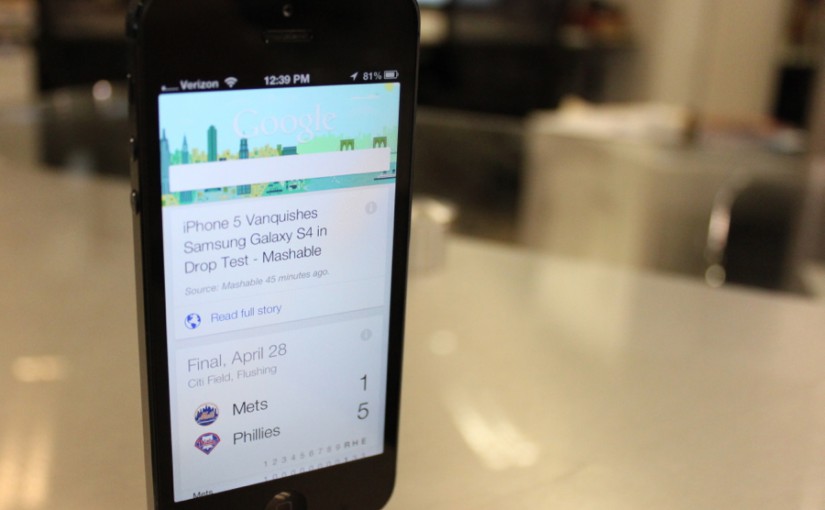 Verizon 12:39 PM 81%
Google
iPhone 5 Vanquishes
Samsung Galaxy S4 in
Drop Test - Mashable
Source: Mashable 45 minutes ago.
Read full story
Final, April 28
Citi Field, Flushing
Mets 1
Phillies 5
1 2 3 4 5 6 7 8 9 R H E
Mets